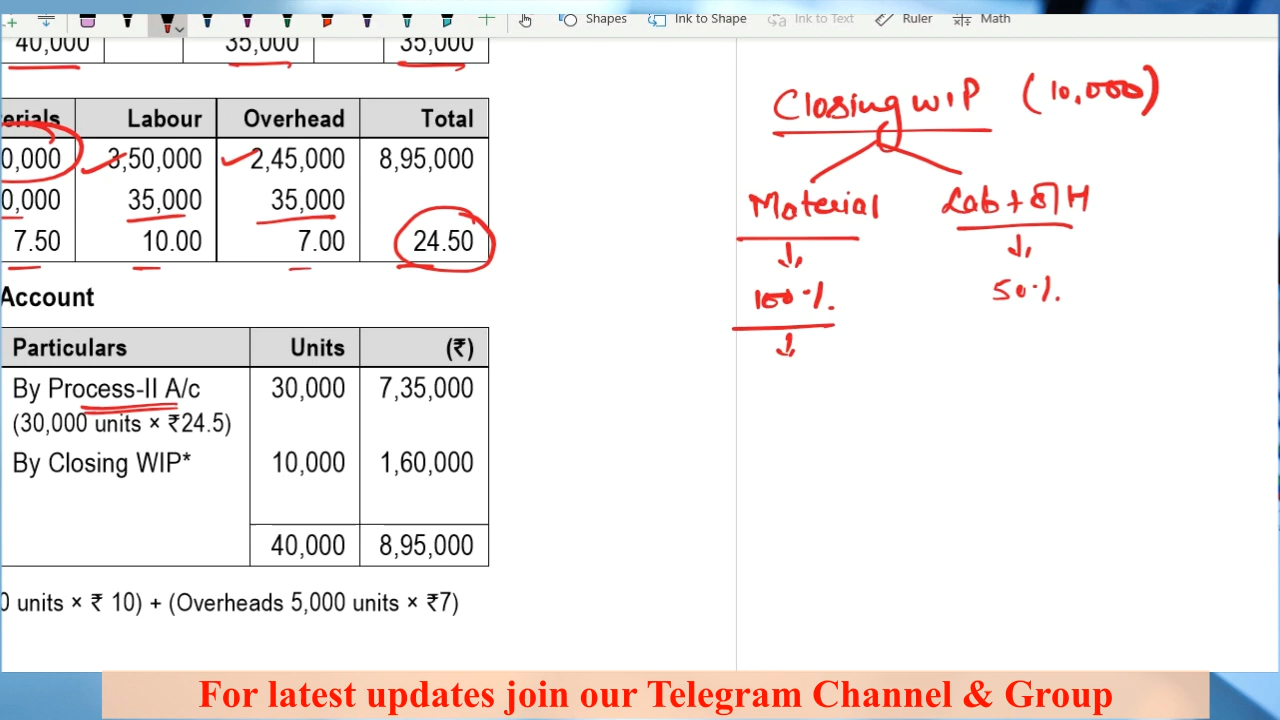 Shapes Ink to Shape Ink to Text Ruler Math
40,000 35,000 35,000
erials Labour Overhead Total
0,000 3,50,000 2,45,000 8,95,000
0,000 35,000 35,000
7.50 10.00 7.00 24.50
Account
Particulars Units (₹)
By Process-II A/c 30,000 7,35,000
(30,000 units × ₹24.5)
By Closing WIP* 10,000 1,60,000
40,000 8,95,000
0 units × ₹ 10) + (Overheads 5,000 units × ₹7)
Closing WIP (10,000)
Material Lab + O/H
100%. 50%.
For latest updates join our Telegram Channel & Group